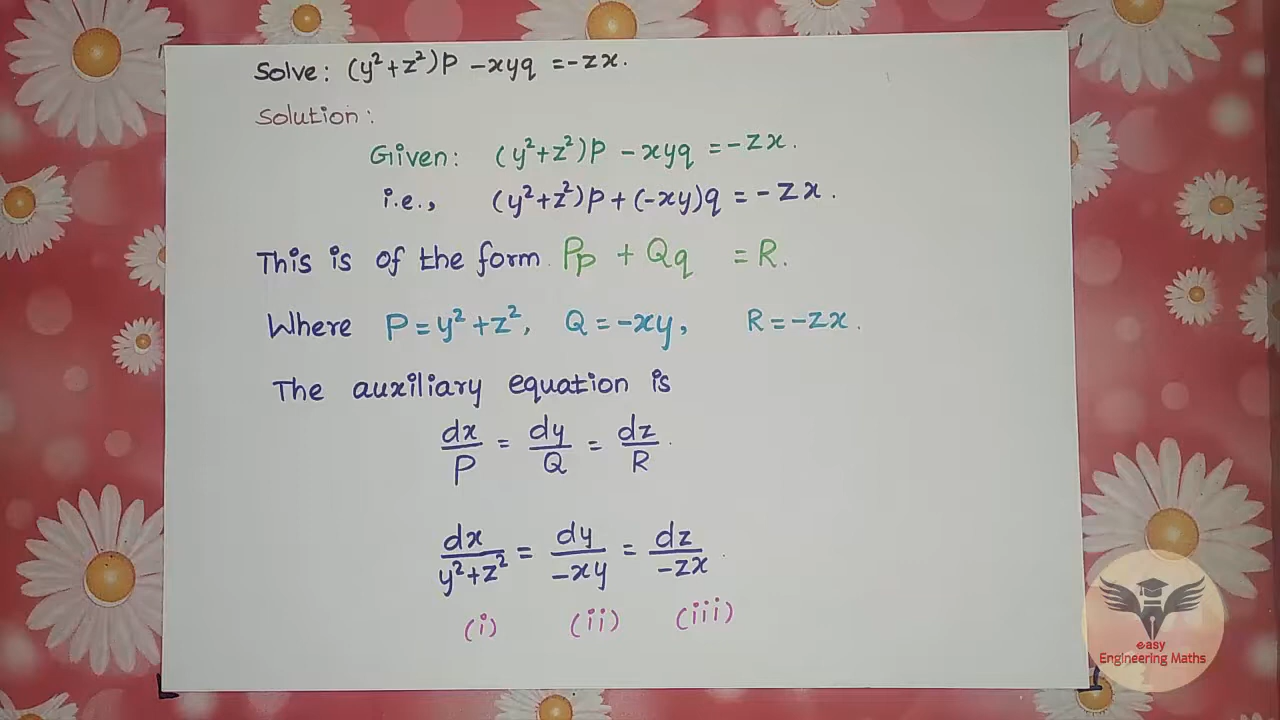 Solve: (y²+z²)p -xyq =-zx.
Solution:
Given: (y²+z²)p -xyq =-zx.
i.e., (y²+z²)p+(-xy)q =-zx.
This is of the form Pp + Qq = R.
Where P=y²+z², Q=-xy, R=-zx.
The auxiliary equation is
dx/P = dy/Q = dz/R.
dx/y²+z² = dy/-xy = dz/-zx.
(i) (ii) (iii)
easy
Engineering Maths